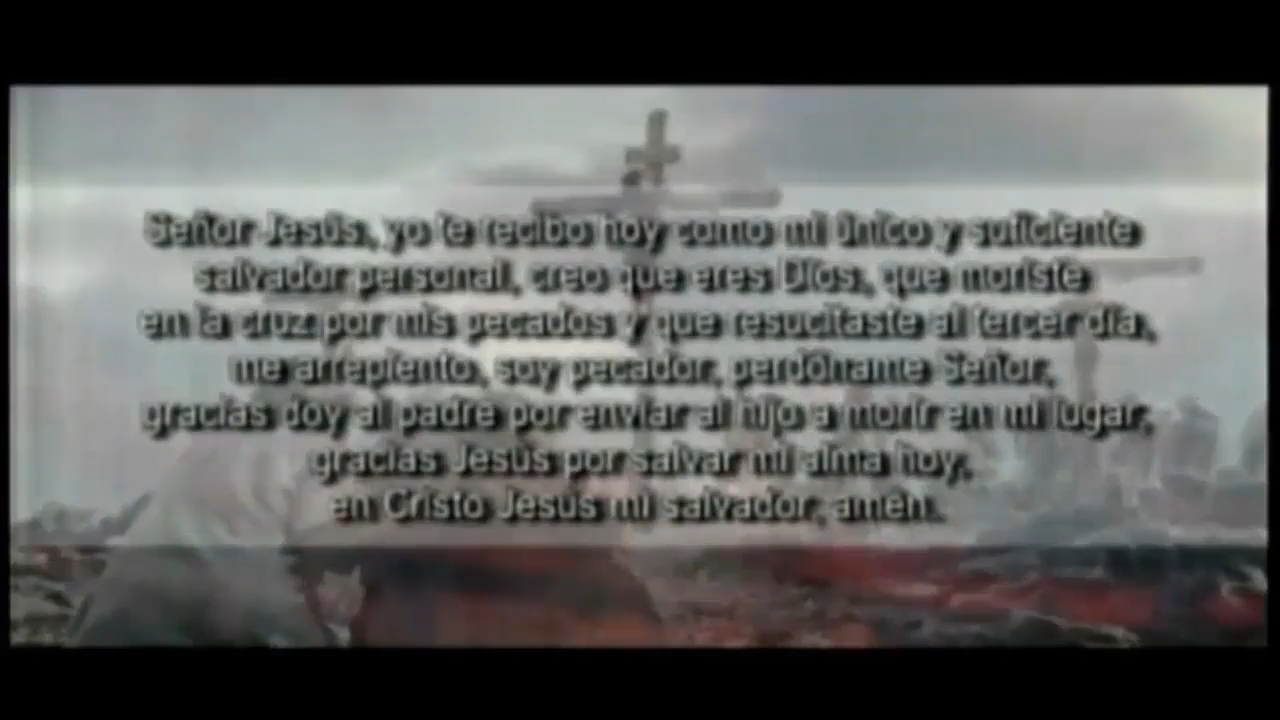 Señor Jesús, yo te recibo hoy como mi único y suficiente
salvador personal, creo que eres Dios, que moriste
en la cruz por mis pecados y que resucitaste al tercer día,
me arrepiento, soy pecador, perdóname Señor,
gracias doy al padre por enviar al hijo a morir en mi lugar,
gracias Jesús por salvar mi alma hoy,
en Cristo Jesús mi salvador, amén.